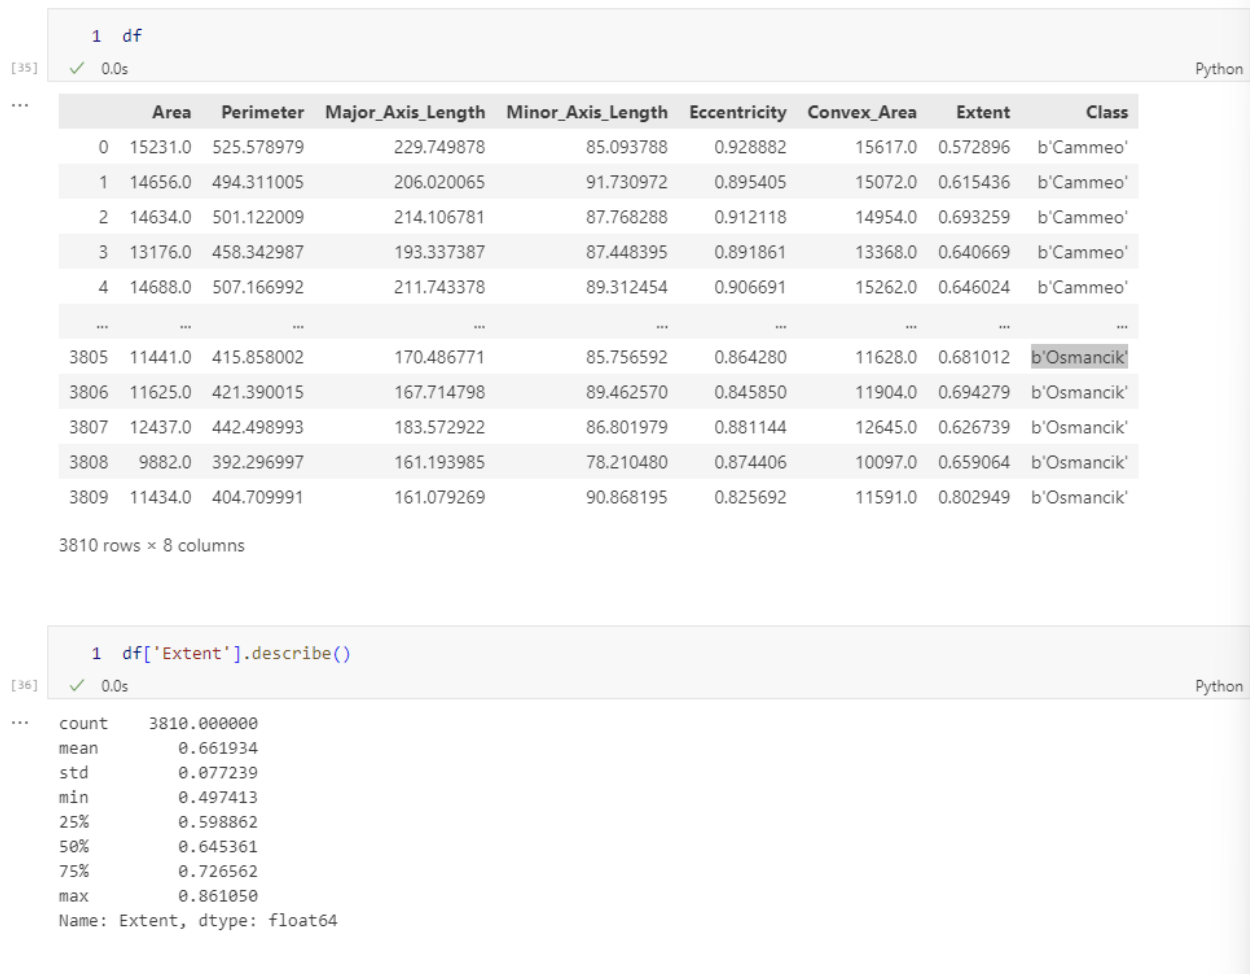 1 df
[35] ✓ 0.0s Python
... Area Perimeter Major_Axis_Length Minor_Axis_Length Eccentricity Convex_Area Extent Class
0 15231.0 525.578979 229.749878 85.093788 0.928882 15617.0 0.572896 b'Cammeo'
1 14656.0 494.311005 206.020065 91.730972 0.895405 15072.0 0.615436 b'Cammeo'
2 14634.0 501.122009 214.106781 87.768288 0.912118 14954.0 0.693259 b'Cammeo'
3 13176.0 458.342987 193.337387 87.448395 0.891861 13368.0 0.640669 b'Cammeo'
4 14688.0 507.166992 211.743378 89.312454 0.906691 15262.0 0.646024 b'Cammeo'
... ... ... ... ... ... ... ... ...
3805 11441.0 415.858002 170.486771 85.756592 0.864280 11628.0 0.681012 b'Osmancik'
3806 11625.0 421.390015 167.714798 89.462570 0.845850 11904.0 0.694279 b'Osmancik'
3807 12437.0 442.498993 183.572922 86.801979 0.881144 12645.0 0.626739 b'Osmancik'
3808 9882.0 392.296997 161.193985 78.210480 0.874406 10097.0 0.659064 b'Osmancik'
3809 11434.0 404.709991 161.079269 90.868195 0.825692 11591.0 0.802949 b'Osmancik'
3810 rows × 8 columns
1 df['Extent'].describe()
[36] ✓ 0.0s Python
... count 3810.000000
mean 0.661934
std 0.077239
min 0.497413
25% 0.598862
50% 0.645361
75% 0.726562
max 0.861050
Name: Extent, dtype: float64